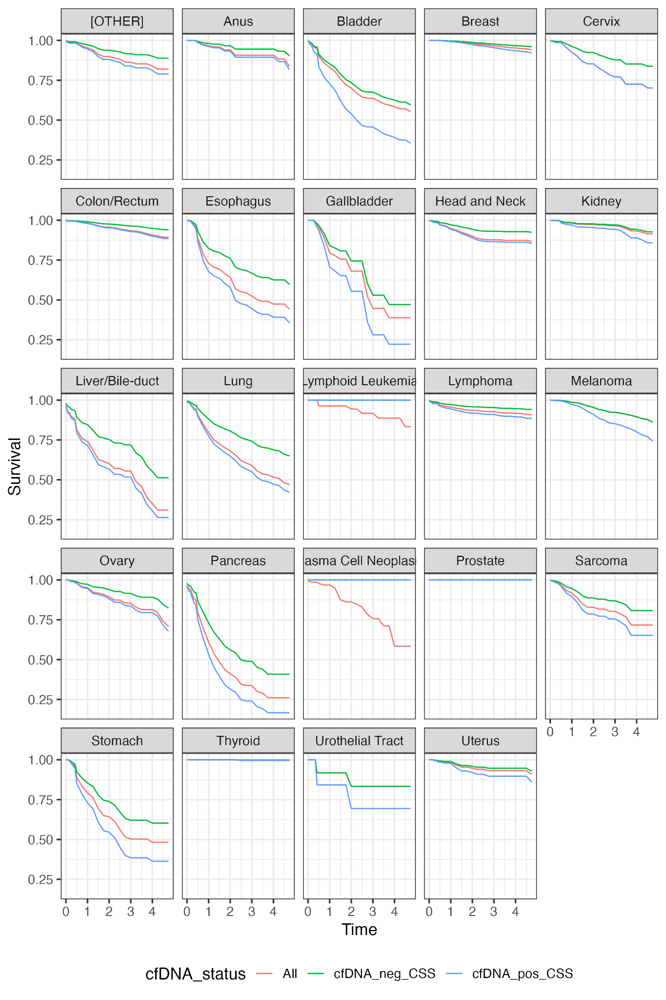 [OTHER] Anus Bladder Breast Cervix
1.00
0.75
0.50
0.25
Colon/Rectum Esophagus Gallbladder Head and Neck Kidney
1.00
0.75
0.50
0.25
Liver/Bile-duct Lung Lymphoid Leukemia Lymphoma Melanoma
1.00
0.75
0.50
0.25
Survival
Ovary Pancreas asma Cell Neoplas Prostate Sarcoma
1.00
0.75
0.50
0.25
0 1 2 3 4
Stomach Thyroid Urothelial Tract Uterus
1.00
0.75
0.50
0.25
0 1 2 3 4 0 1 2 3 4 0 1 2 3 4 0 1 2 3 4
Time
cfDNA_status All cfDNA_neg_CSS cfDNA_pos_CSS